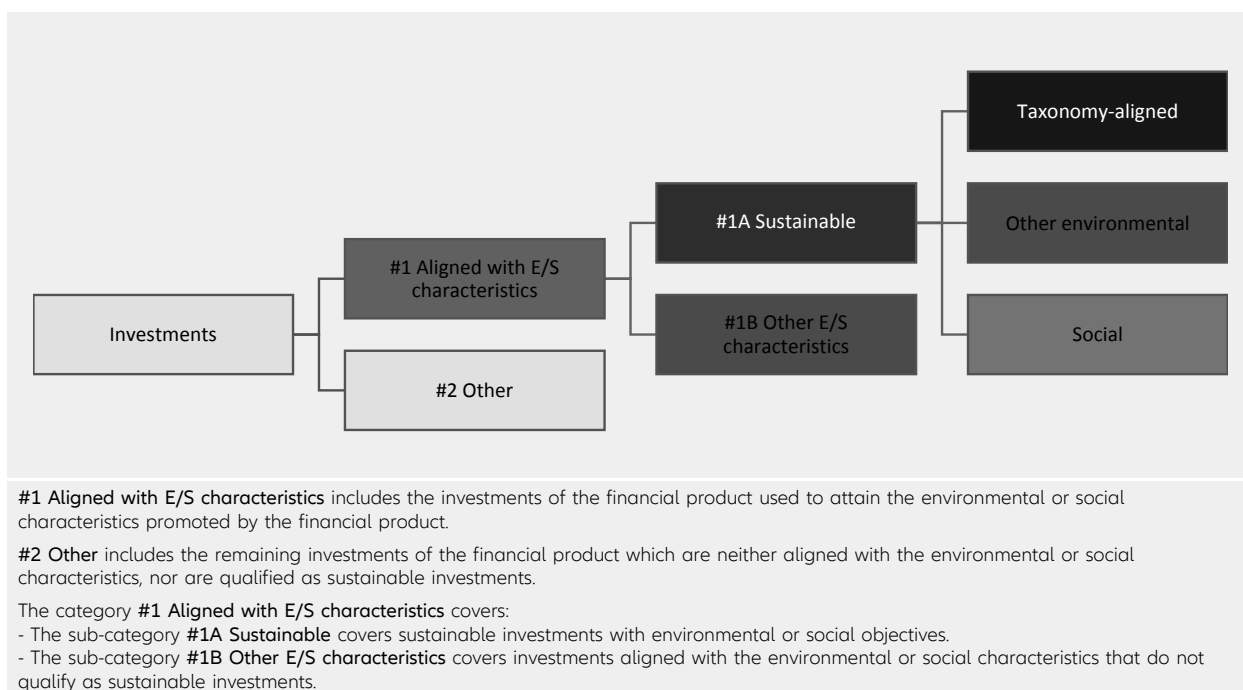 Taxonomy-aligned
#1A Sustainable
Other environmental
#1 Aligned with E/S
characteristics
Investments
#1B Other E/S
characteristics
Social
#2 Other
#1 Aligned with E/S characteristics includes the investments of the financial product used to attain the environmental or social
characteristics promoted by the financial product.
#2 Other includes the remaining investments of the financial product which are neither aligned with the environmental or social
characteristics, nor are qualified as sustainable investments.
The category #1 Aligned with E/S characteristics covers:
- The sub-category #1A Sustainable covers sustainable investments with environmental or social objectives.
- The sub-category #1B Other E/S characteristics covers investments aligned with the environmental or social characteristics that do not
qualify as sustainable investments.